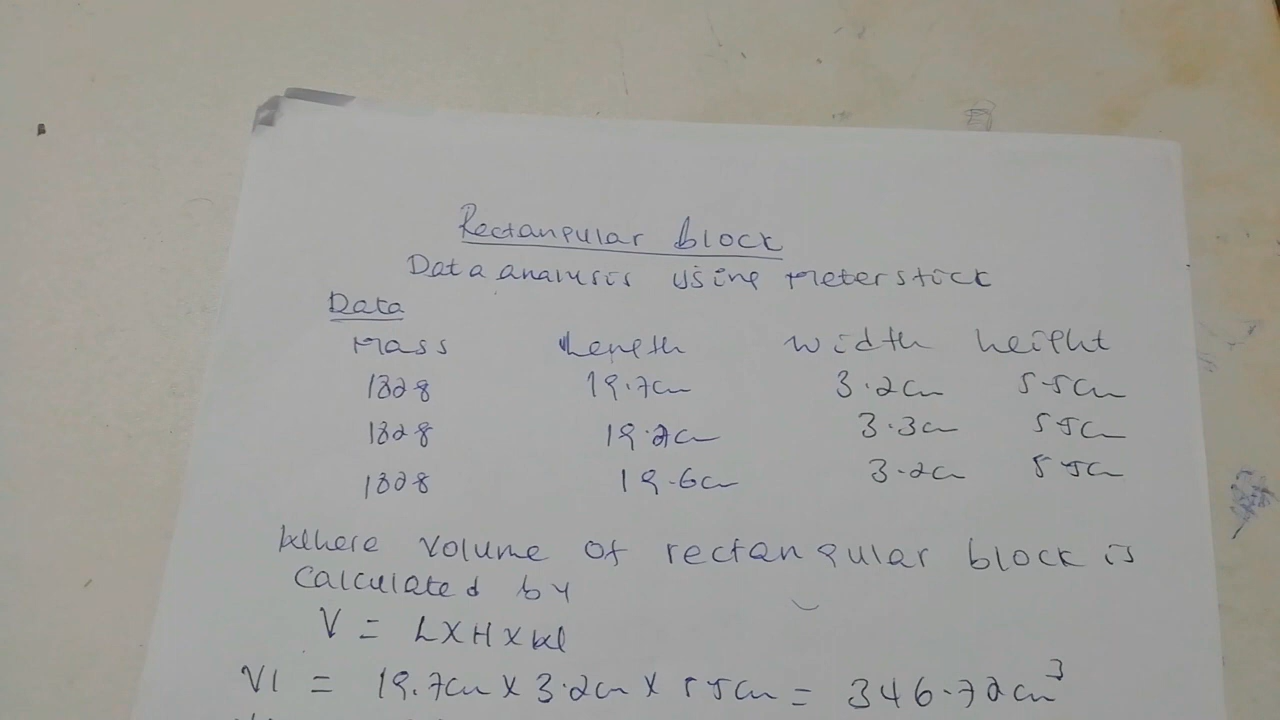 Rectangular block
Data analysis using meterstick
Data
Mass Length width height
182g 19.7cm 3.2cm 5.5cm
182g 19.7cm 3.3cm 5.5cm
182g 19.6cm 3.2cm 5.5cm
Where volume of rectangular block is
calculated by
V = L X H X W
V1 = 19.7cm X 3.2cm X 5.5cm = 346.72cm³